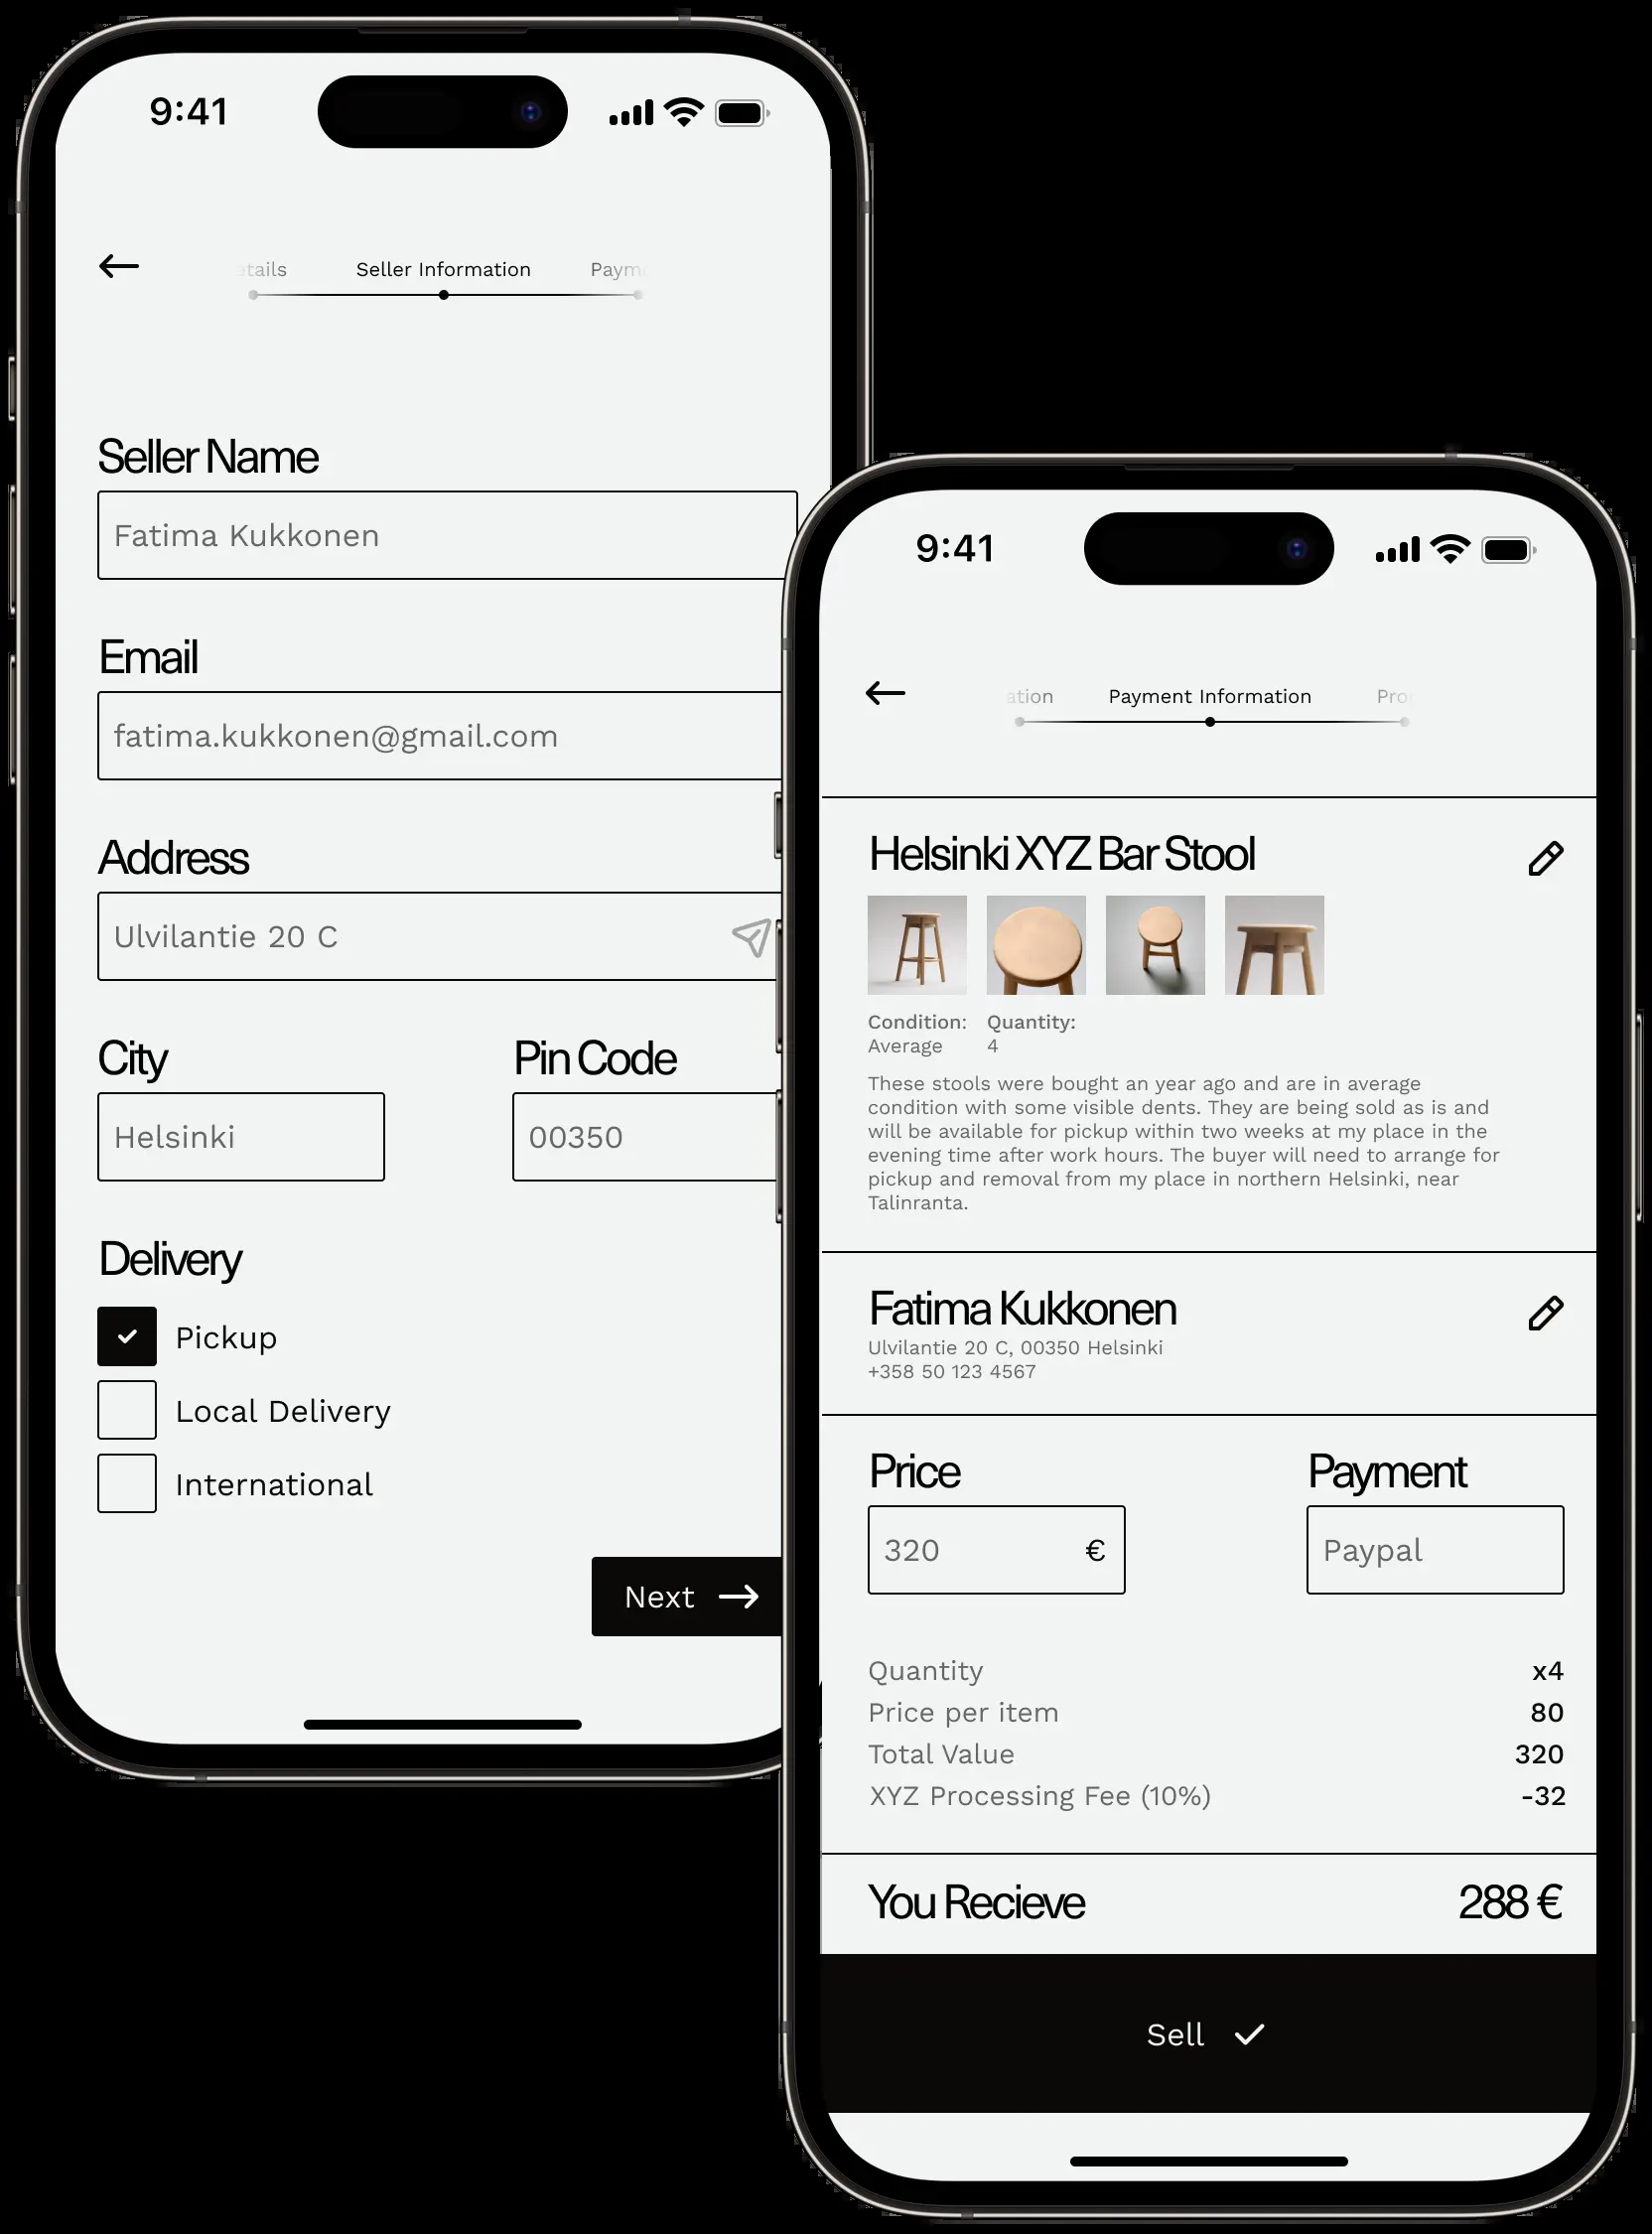 9:41
etails Seller Information Payme
Seller Name
Fatima Kukkonen
Email
fatima.kukkonen@gmail.com
Address
Ulvilantie 20 C
City Pin Code
Helsinki 00350
Delivery
Pickup
Local Delivery
International
Next
9:41
ation Payment Information Pro
Helsinki XYZ Bar Stool
Condition: Quantity:
Average 4
These stools were bought an year ago and are in average
condition with some visible dents. They are being sold as is and
will be available for pickup within two weeks at my place in the
evening time after work hours. The buyer will need to arrange for
pickup and removal from my place in northern Helsinki, near
Talinranta.
Fatima Kukkonen
Ulvilantie 20 C, 00350 Helsinki
+358 50 123 4567
Price Payment
320 € Paypal
Quantity x4
Price per item 80
Total Value 320
XYZ Processing Fee (10%) -32
You Recieve 288 €
Sell